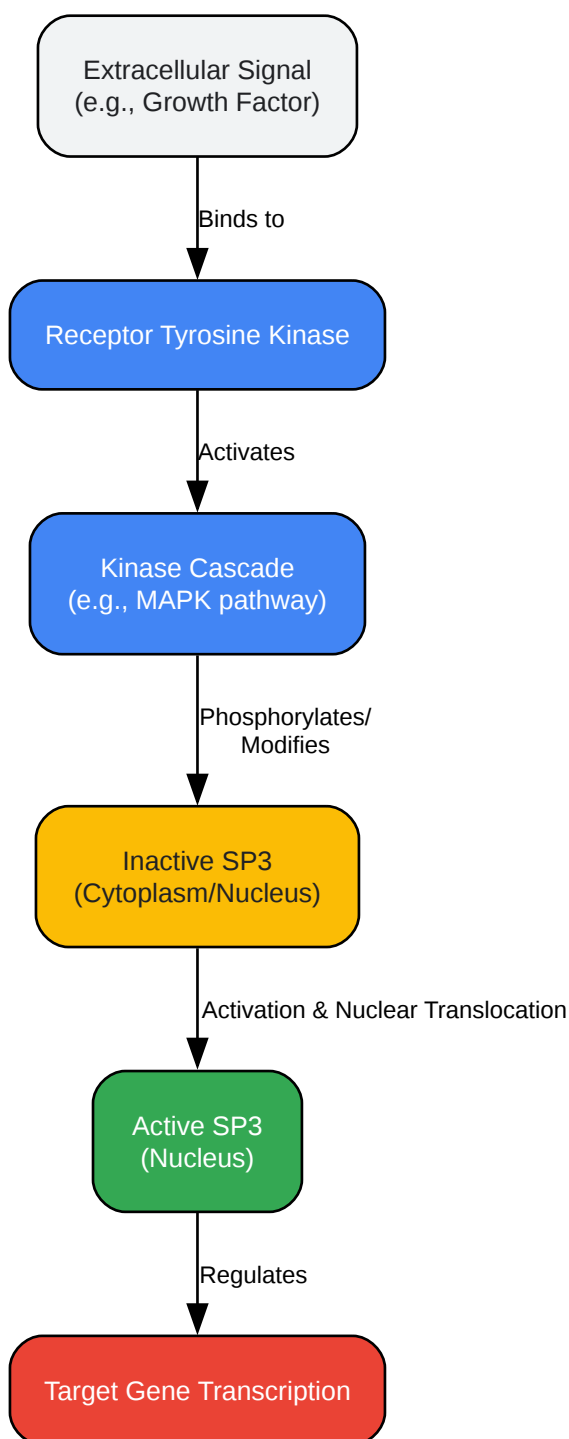 Extracellular Signal
(e.g., Growth Factor)
Binds to
Receptor Tyrosine Kinase
Activates
Kinase Cascade
(e.g., MAPK pathway)
Phosphorylates/
Modifies
Inactive SP3
(Cytoplasm/Nucleus)
Activation & Nuclear Translocation
Active SP3
(Nucleus)
Regulates
Target Gene Transcription